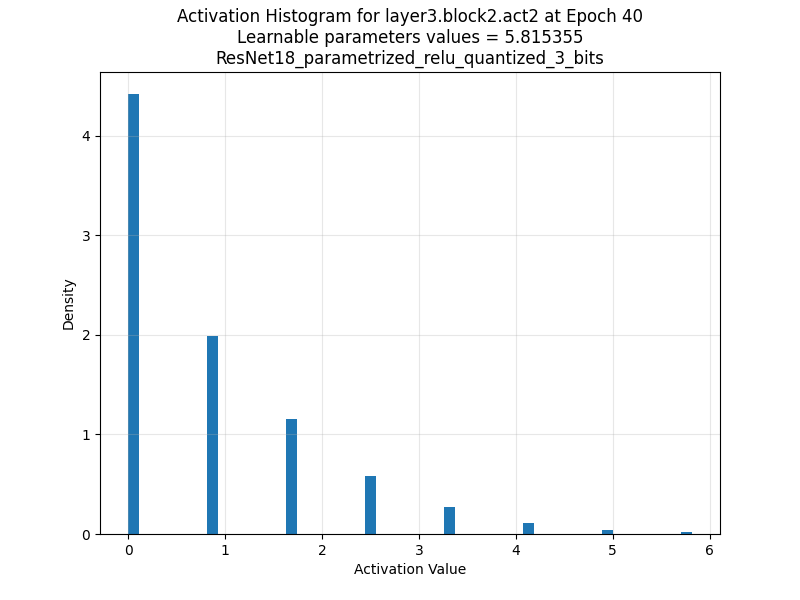 Activation Histogram for layer3.block2.act2 at Epoch 40
Learnable parameters values = 5.815355
ResNet18_parametrized_relu_quantized_3_bits
Density
4
3
2
1
0
0 1 2 3 4 5 6
Activation Value